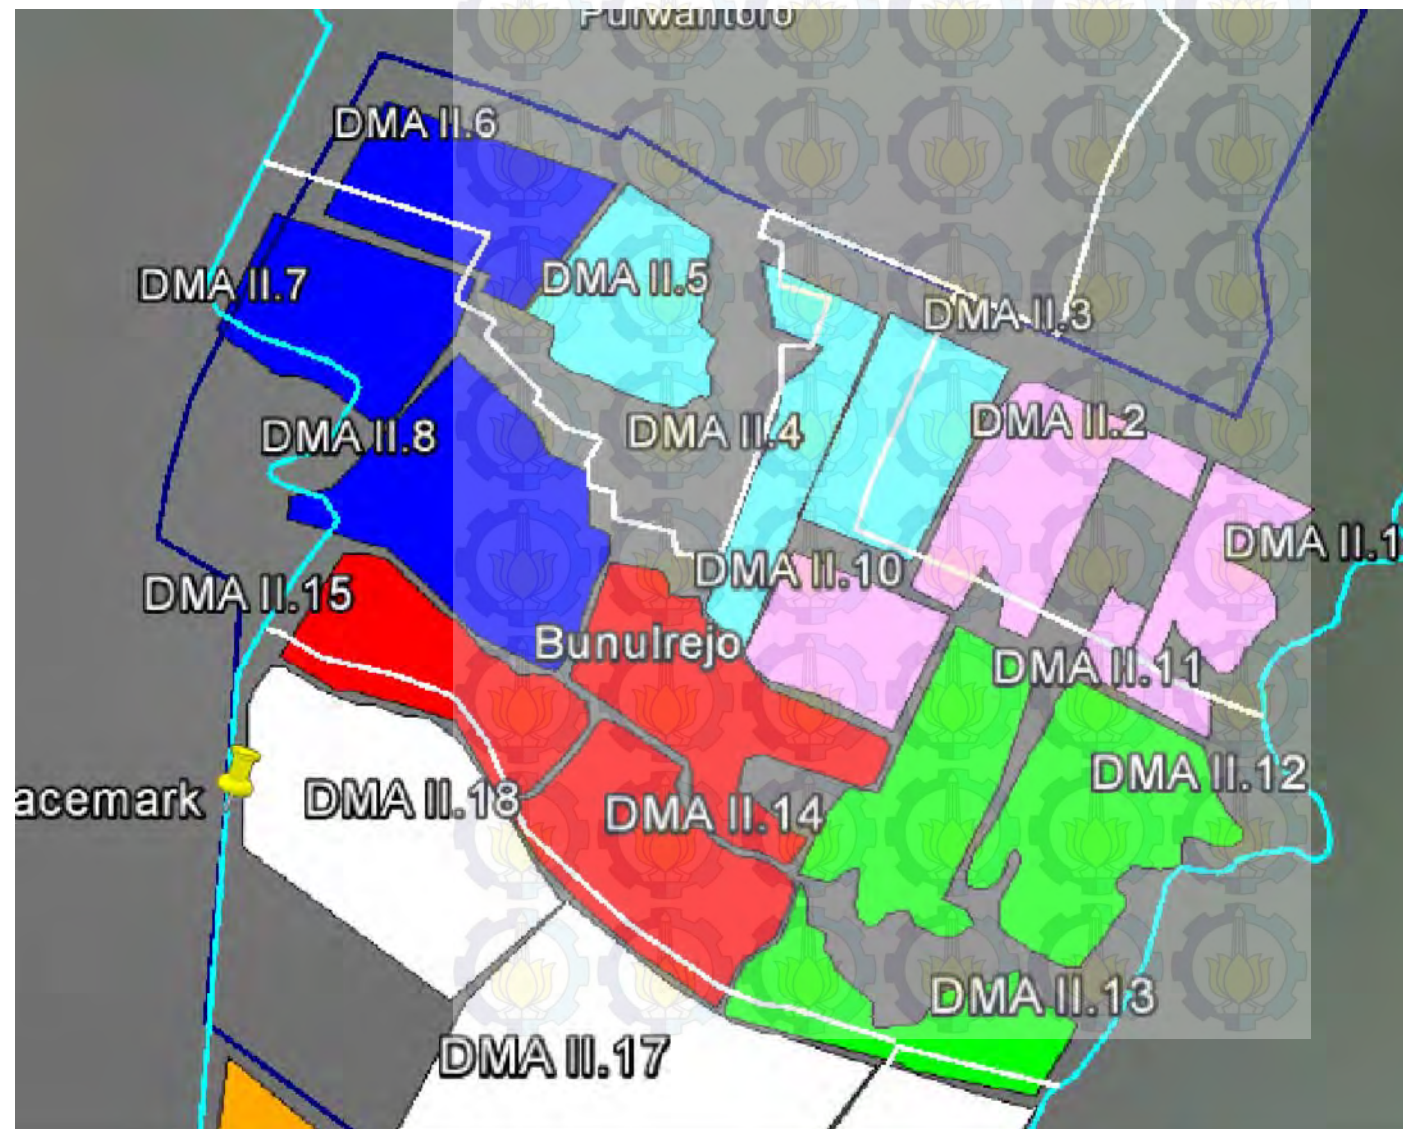 Purwantoro
DMA II.6
DMA II.7
DMA II.5
DMA II.3
DMA II.8
DMA II.4
DMA II.2
DMA II.1
DMA II.15
DMA II.10
Bunulrejo
DMA II.11
acemark
DMA II.18
DMA II.14
DMA II.12
DMA II.13
DMA II.17